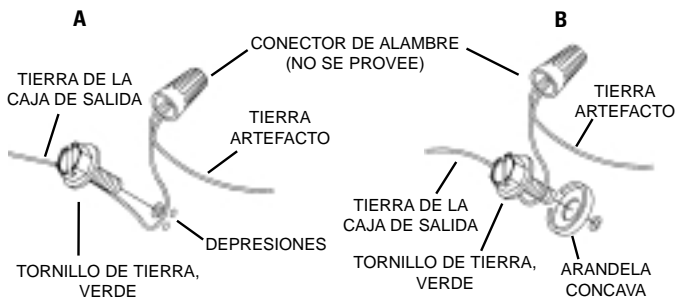 A
B
CONECTOR DE ALAMBRE
(NO SE PROVEE)
TIERRA DE LA
CAJA DE SALIDA
TIERRA
ARTEFACTO
DEPRESIONES
TORNILLO DE TIERRA,
VERDE
TIERRA
ARTEFACTO
TIERRA DE LA
CAJA DE SALIDA
TORNILLO DE TIERRA,
VERDE
ARANDELA
CONCAVA